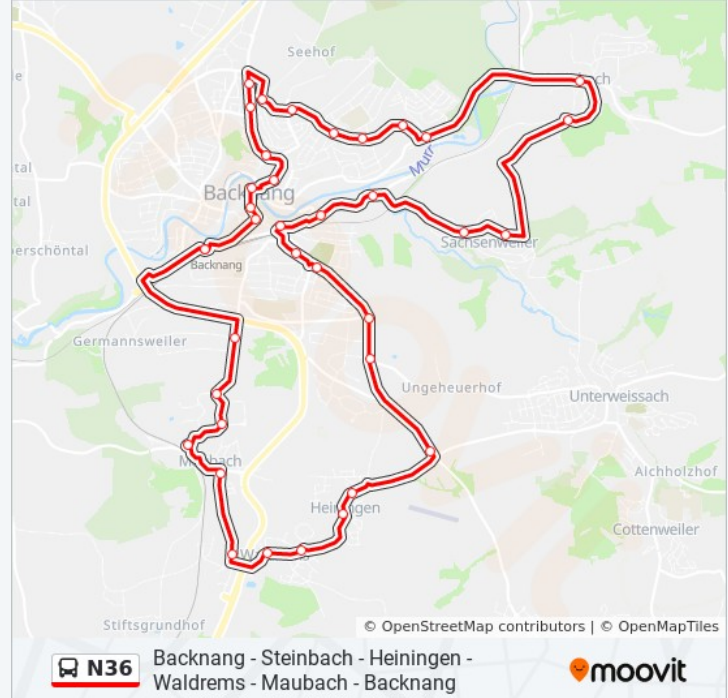 Seehof
Backnang
Murr
Sachsenweiler
Backnang
Germannsweiler
Ungeheuerhof
Unterweissach
Maubach
Aichholzhof
Heiningen
Cottenweiler
Stiftsgrundhof
© OpenStreetMap contributors | © OpenMapTiles
N36
Backnang - Steinbach - Heiningen -
Waldrems - Maubach - Backnang
moovit